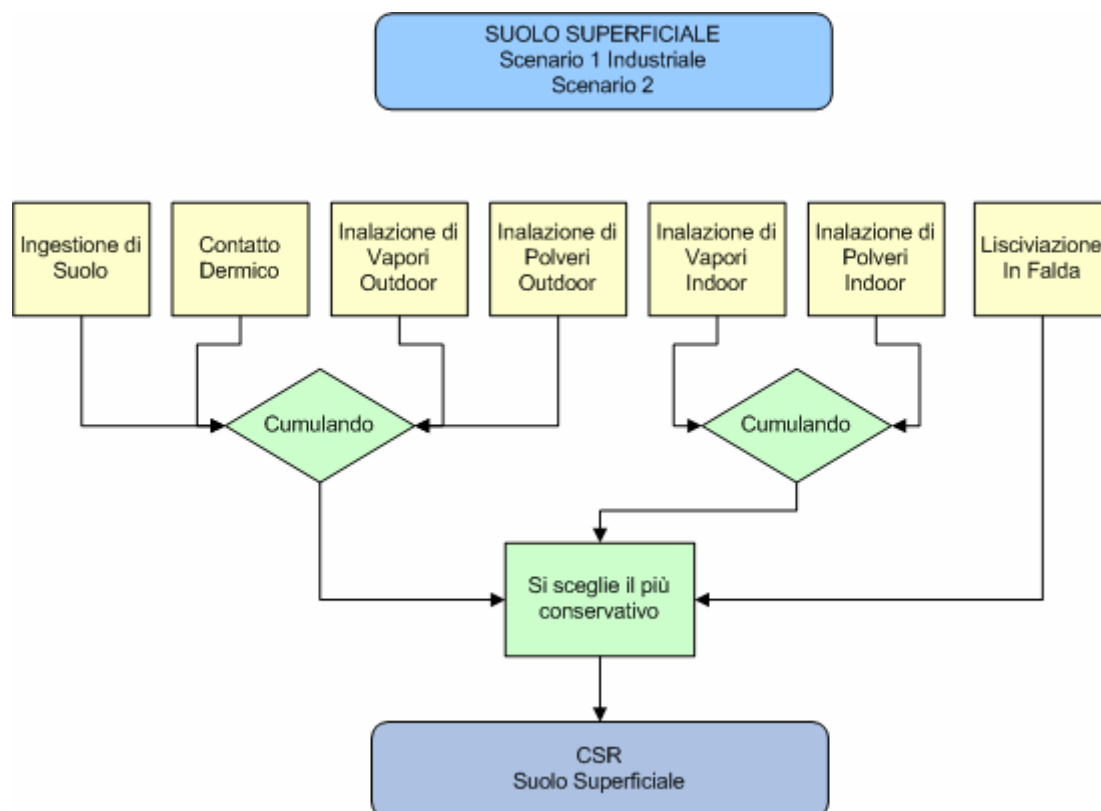 SUOLO SUPERFICIALE
Scenario 1 Industriale
Scenario 2
Ingestione di
Suolo
Contatto
Dermico
Inalazione di
Vapori
Outdoor
Inalazione di
Polveri
Outdoor
Inalazione di
Vapori
Indoor
Inalazione di
Polveri
Indoor
Lisciviazione
In Falda
Cumulando
Cumulando
Si sceglie il più
conservativo
CSR
Suolo Superficiale